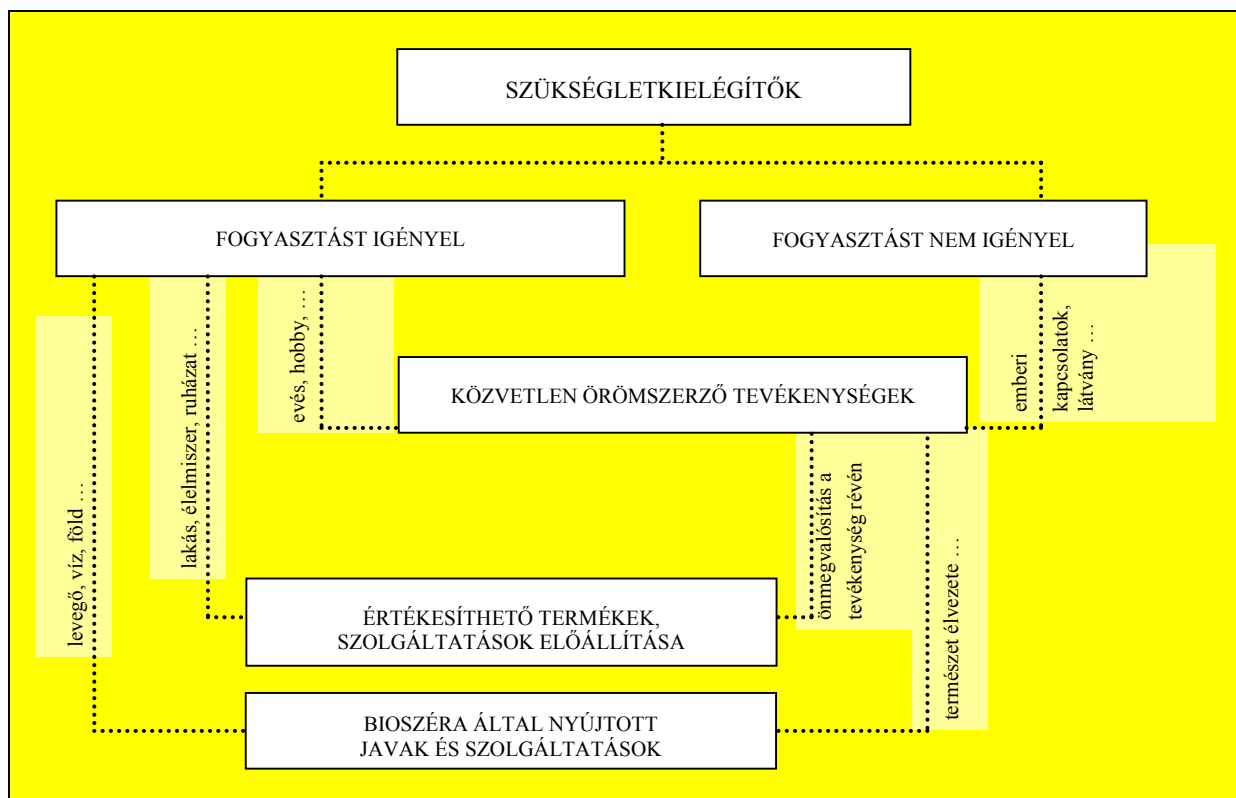 SZÜKSÉGLETKIELÉGÍTŐK
FOGYASZTÁST IGÉNYEL
FOGYASZTÁST NEM IGÉNYEL
levegő, víz, föld …
lakás, élelmiszer, ruházat …
evés, hobby, …
emberi
kapcsolatok,
látvány …
KÖZVETLEN ÖRÖMSZERZŐ TEVÉKENYSÉGEK
önmegvalósítás a
tevékenység révén
természet élvezete …
ÉRTÉKESÍTHETŐ TERMÉKEK,
SZOLGÁLTATÁSOK ELŐÁLLÍTÁSA
BIOSZÉRA ÁLTAL NYÚJTOTT
JAVAK ÉS SZOLGÁLTATÁSOK